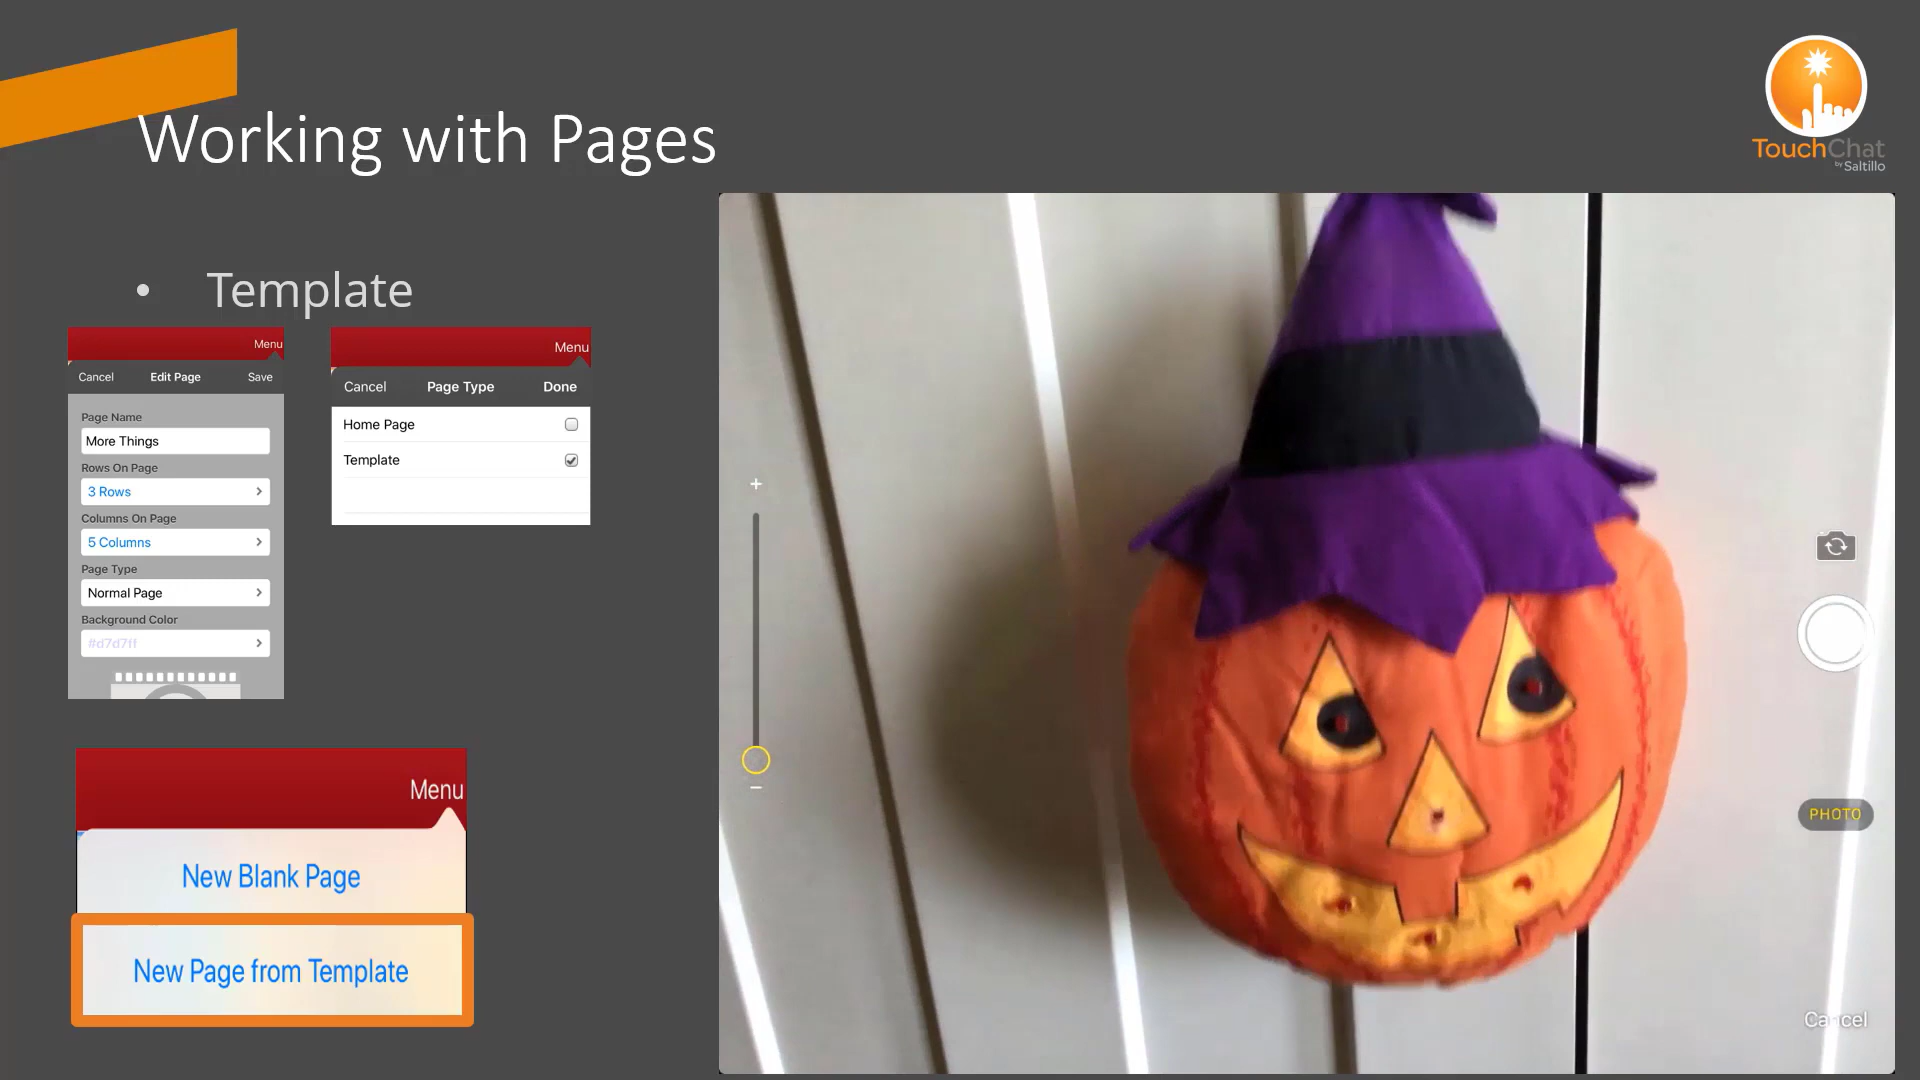 Working with Pages
TouchChat
by Saltillo
• Template
Menu
Cancel Edit Page Save
Page Name
More Things
Rows On Page
3 Rows
Columns On Page
5 Columns
Page Type
Normal Page
Background Color
#d7d7ff
Menu
Cancel Page Type Done
Home Page
Template
Menu
New Blank Page
New Page from Template
PHOTO
Cancel